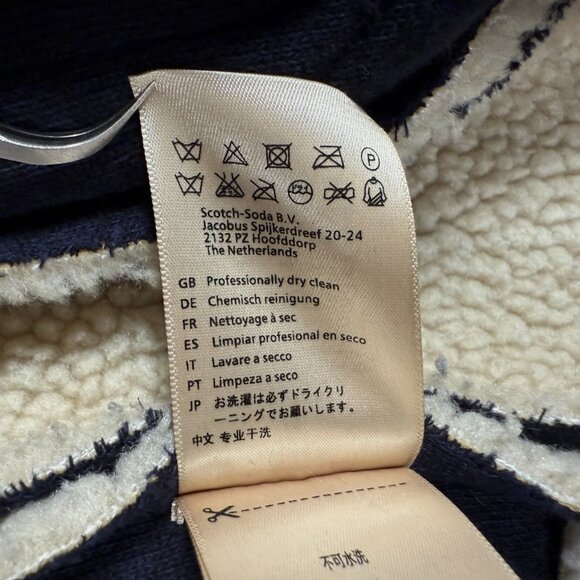 P
ドライ
Scotch-Soda B.V.
Jacobus Spijkerdreef 20-24
2132 PZ Hoofddorp
The Netherlands
GB Professionally dry clean
DE Chemisch reinigung
FR Nettoyage à sec
ES Limpiar profesional en seco
IT Lavare a secco
PT Limpeza a seco
JP お洗濯は必ずドライクリ
ーニングでお願いします.
中文 专业干洗
不可水洗